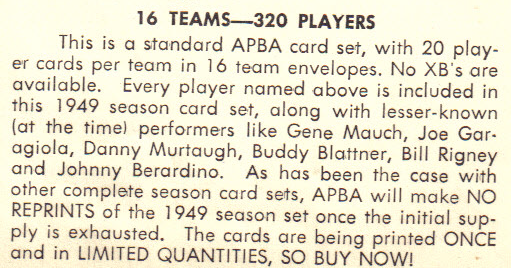 16 TEAMS—320 PLAYERS
This is a standard APBA card set, with 20 play-
er cards per team in 16 team envelopes. No XB's are
available. Every player named above is included in
this 1949 season card set, along with lesser-known
(at the time) performers like Gene Mauch, Joe Gar-
agiola, Danny Murtaugh, Buddy Blattner, Bill Rigney
and Johnny Berardino. As has been the case with
other complete season card sets, APBA will make NO
REPRINTS of the 1949 season set once the initial sup-
ply is exhausted. The cards are being printed ONCE
and in LIMITED QUANTITIES, SO BUY NOW!